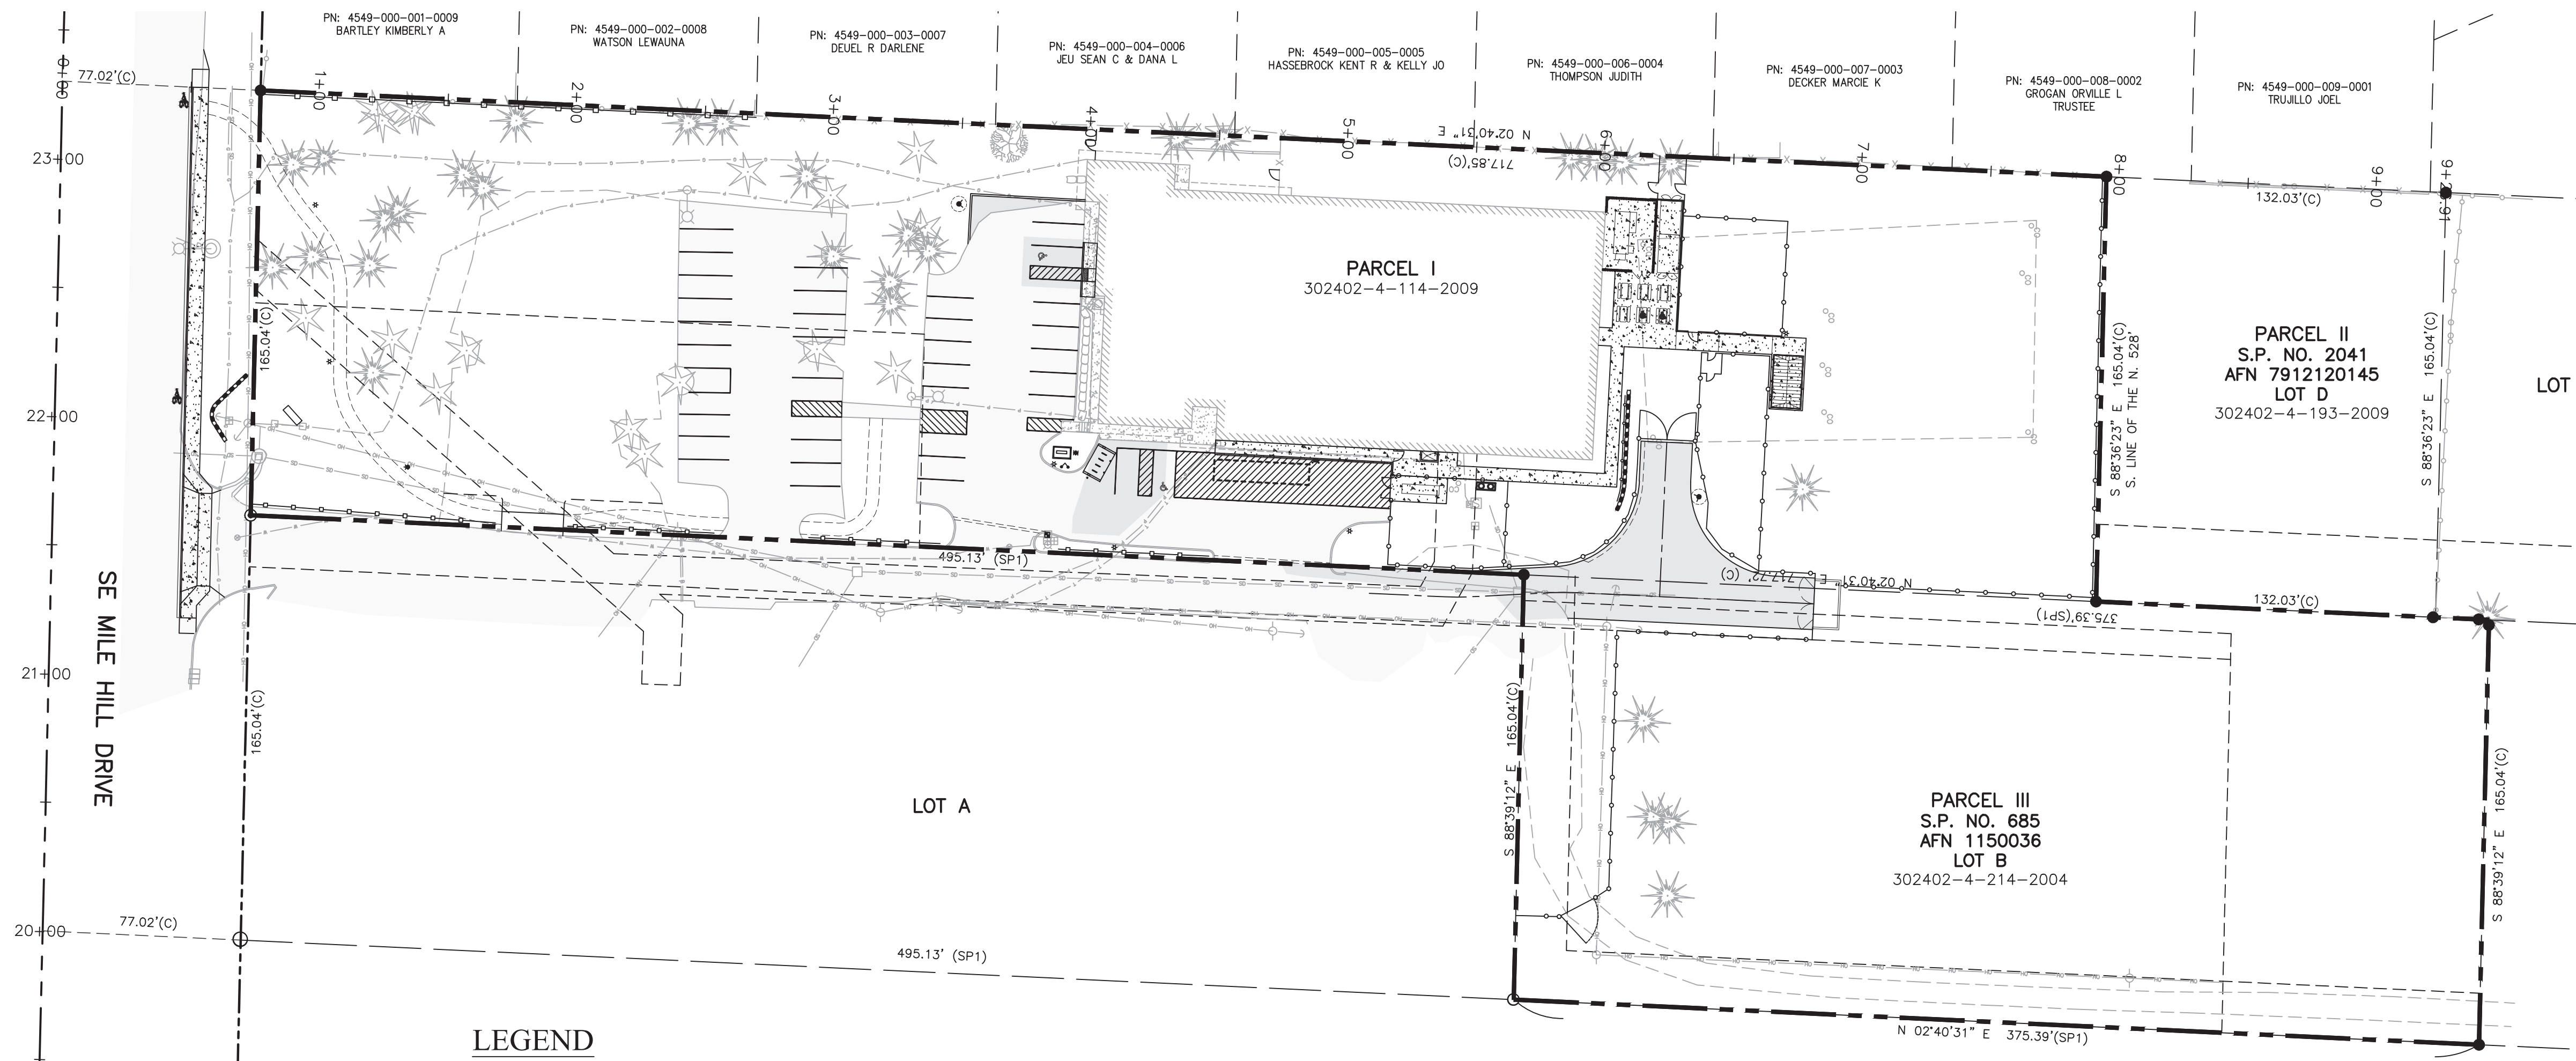 PN: 4549-000-001-0009
BARTLEY KIMBERLY A
PN: 4549-000-002-0008
WATSON LEWAUNA
PN: 4549-000-003-0007
DEUEL R DARLENE
PN: 4549-000-004-0006
JEU SEAN C & DANA L
PN: 4549-000-005-0005
HASSEBROCK KENT R & KELLY JO
PN: 4549-000-006-0004
THOMPSON JUDITH
PN: 4549-000-007-0003
DECKER MARCIE K
PN: 4549-000-008-0002
GROGAN ORVILLE L
TRUSTEE
PN: 4549-000-009-0001
TRUJILLO JOEL
0+00
77.02'(C)
1+00
2+00
3+00
4+00
5+00
6+00
7+00
8+00
9+00
N 02°40'31" E
717.85'(C)
132.03'(C)
23+00
22+00
21+00
20+00
SE MILE HILL DRIVE
165.04'(C)
PARCEL I
302402-4-114-2009
S 88°36'23" E 165.04'(C)
S. LINE OF THE N. 528'
PARCEL II
S.P. NO. 2041
AFN 7912120145
LOT D
302402-4-193-2009
S 88°36'23" E 165.04'(C)
LOT
495.13' (SP1)
N 02°40'31" E
717.72' (C)
375.39'(SP1)
132.03'(C)
165.04'(C)
LOT A
S 88°39'12" E 165.04'(C)
PARCEL III
S.P. NO. 685
AFN 1150036
LOT B
302402-4-214-2004
S 88°39'12" E 165.04'(C)
77.02'(C)
495.13' (SP1)
N 02°40'31" E 375.39'(SP1)
LEGEND